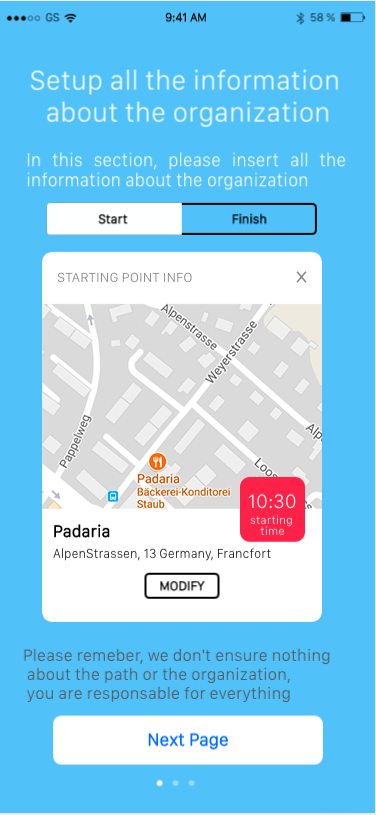 GS 9:41 AM 58 %
Setup all the information
about the organization
In this section, please insert all the
information about the organization
Start Finish
STARTING POINT INFO X
Alpenstrasse
Weyerstrasse
Pappelweg
Alp
Loos
Padaria
Bäckerei-Konditorei
Staub
10:30
starting
time
Padaria
AlpenStrassen, 13 Germany, Francfort
MODIFY
Please remeber, we don't ensure nothing
about the path or the organization,
you are responsable for everything
Next Page